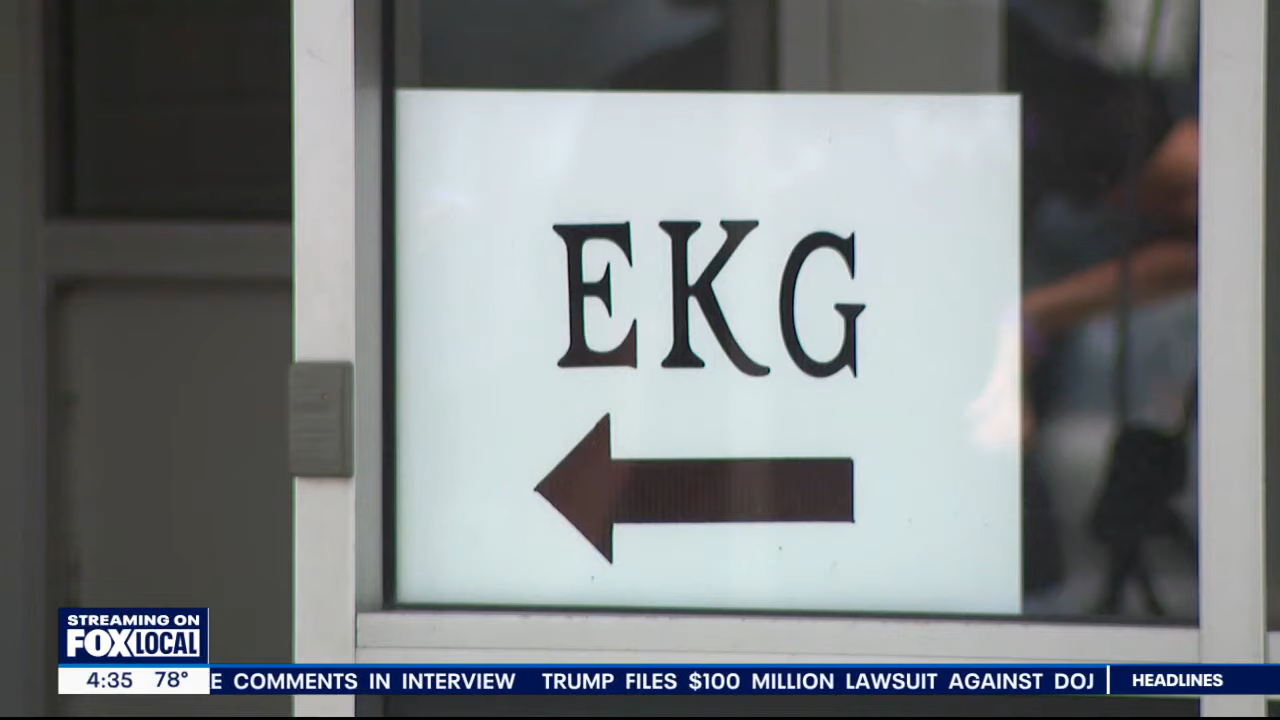 EKG
STREAMING ON
FOX LOCAL
4:35 78° E COMMENTS IN INTERVIEW TRUMP FILES $100 MILLION LAWSUIT AGAINST DOJ HEADLINES